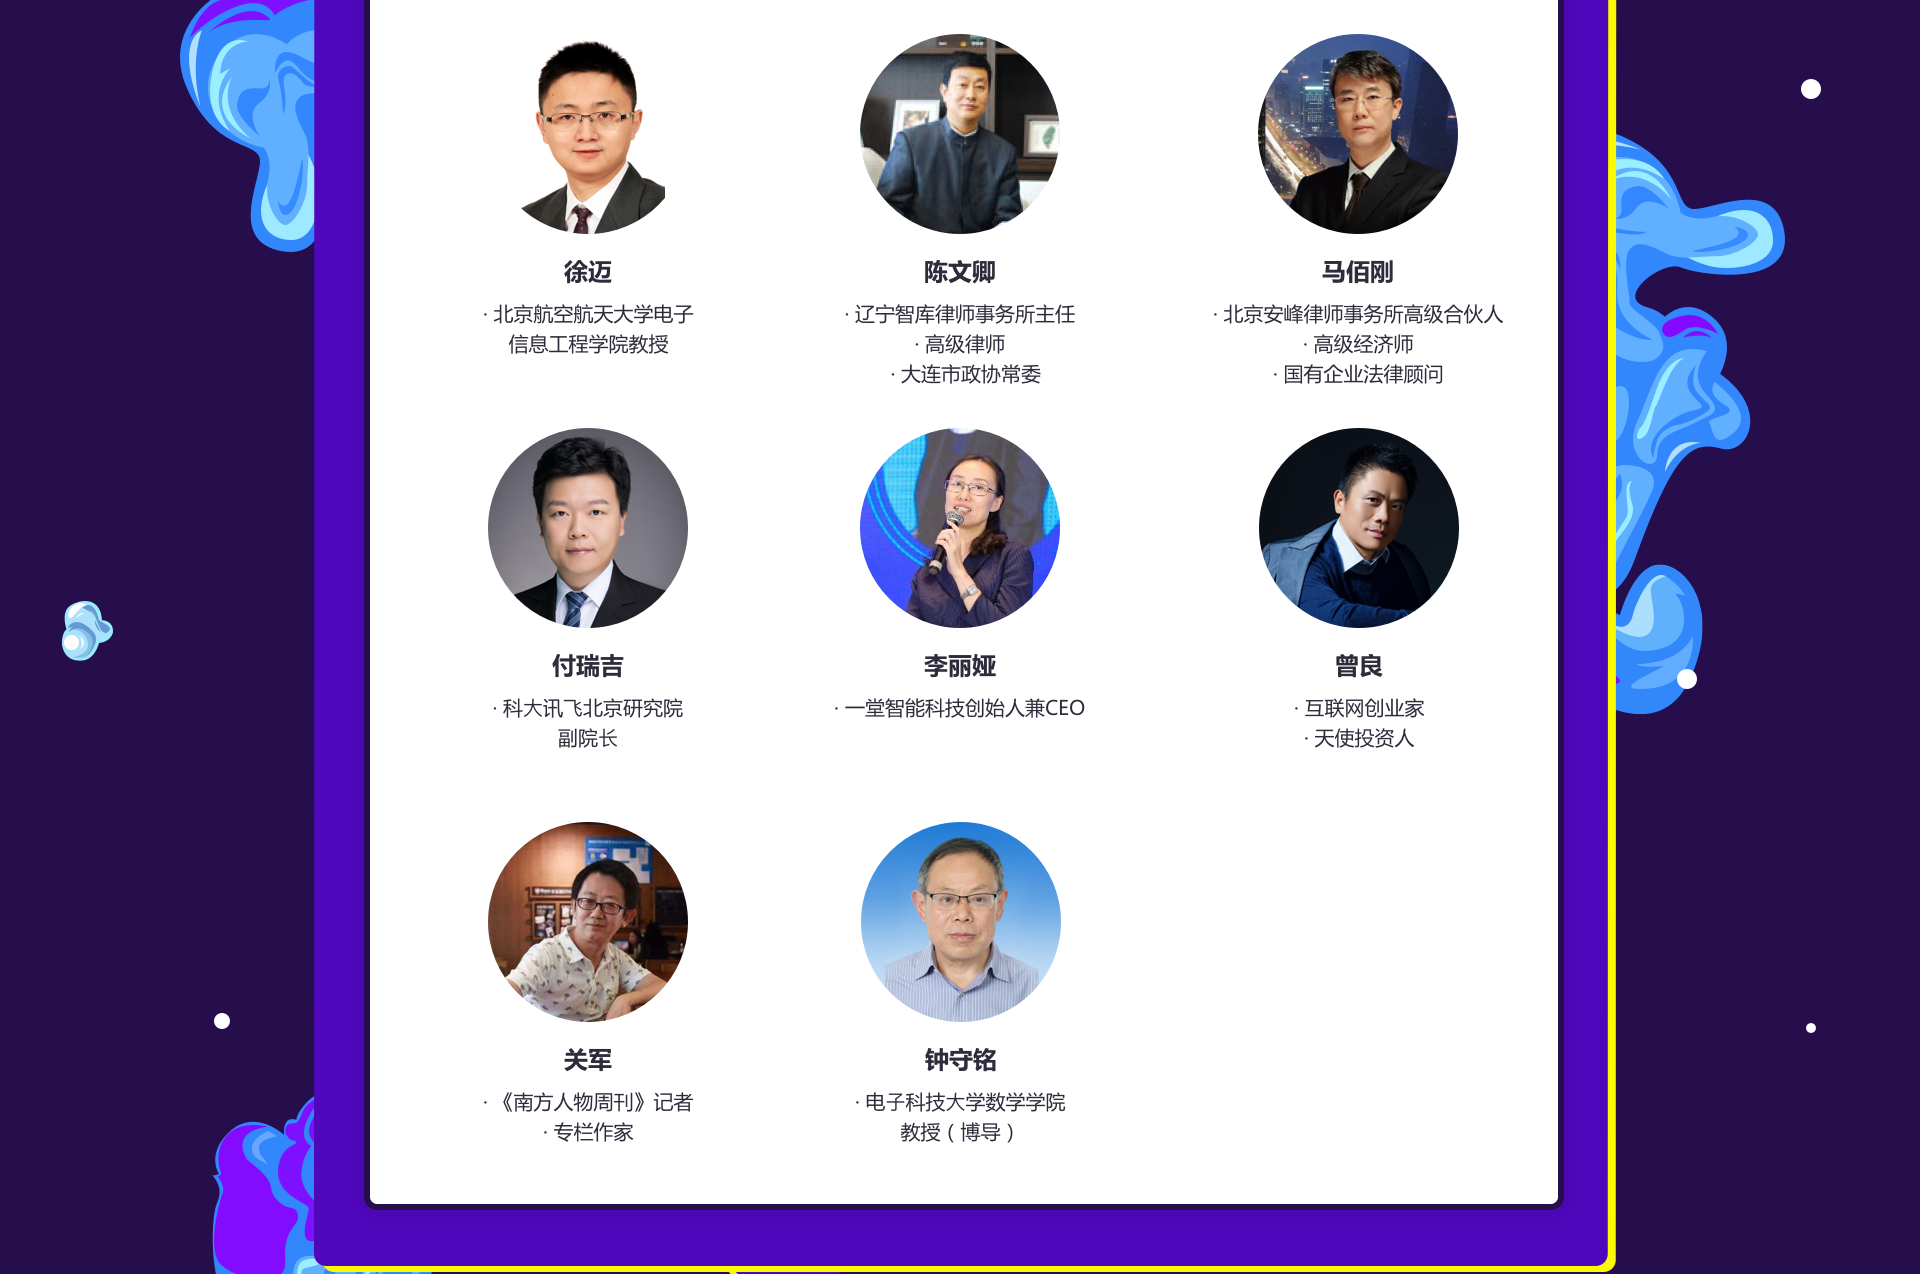 徐迈
· 北京航空航天大学电子
信息工程学院教授
陈文卿
· 辽宁智库律师事务所主任
· 高级律师
· 大连市政协常委
马佰刚
· 北京安峰律师事务所高级合伙人
· 高级经济师
· 国有企业法律顾问
付瑞吉
· 科大讯飞北京研究院
副院长
李丽娅
· 一堂智能科技创始人兼CEO
曾良
· 互联网创业家
· 天使投资人
关军
· 《南方人物周刊》记者
· 专栏作家
钟守铭
· 电子科技大学数学学院
教授（博导）